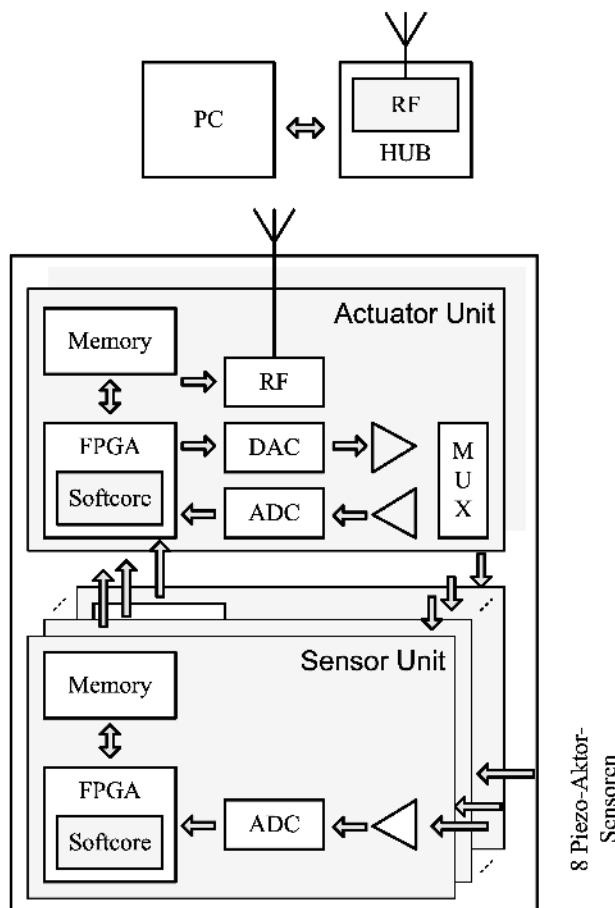 PC
RF
HUB
Actuator Unit
Memory
RF
FPGA
DAC
M
U
X
Softcore
ADC
Sensor Unit
Memory
FPGA
Softcore
ADC
8 Piezo-Aktor-
Sensoren